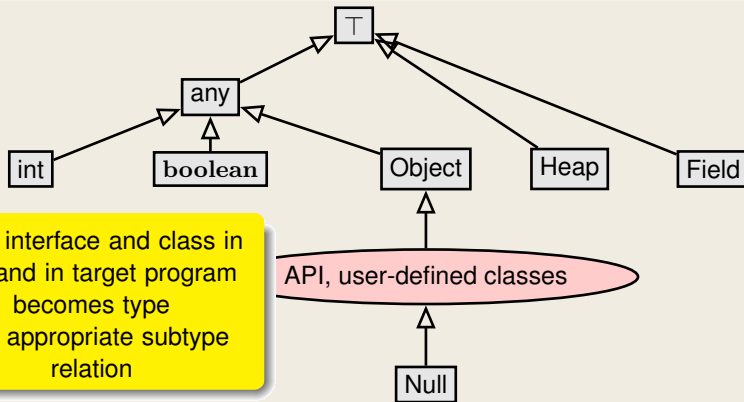 ⊤
any
int
boolean
Object
Heap
Field
interface and class in
and in target program
becomes type
appropriate subtype
relation
API, user-defined classes
Null